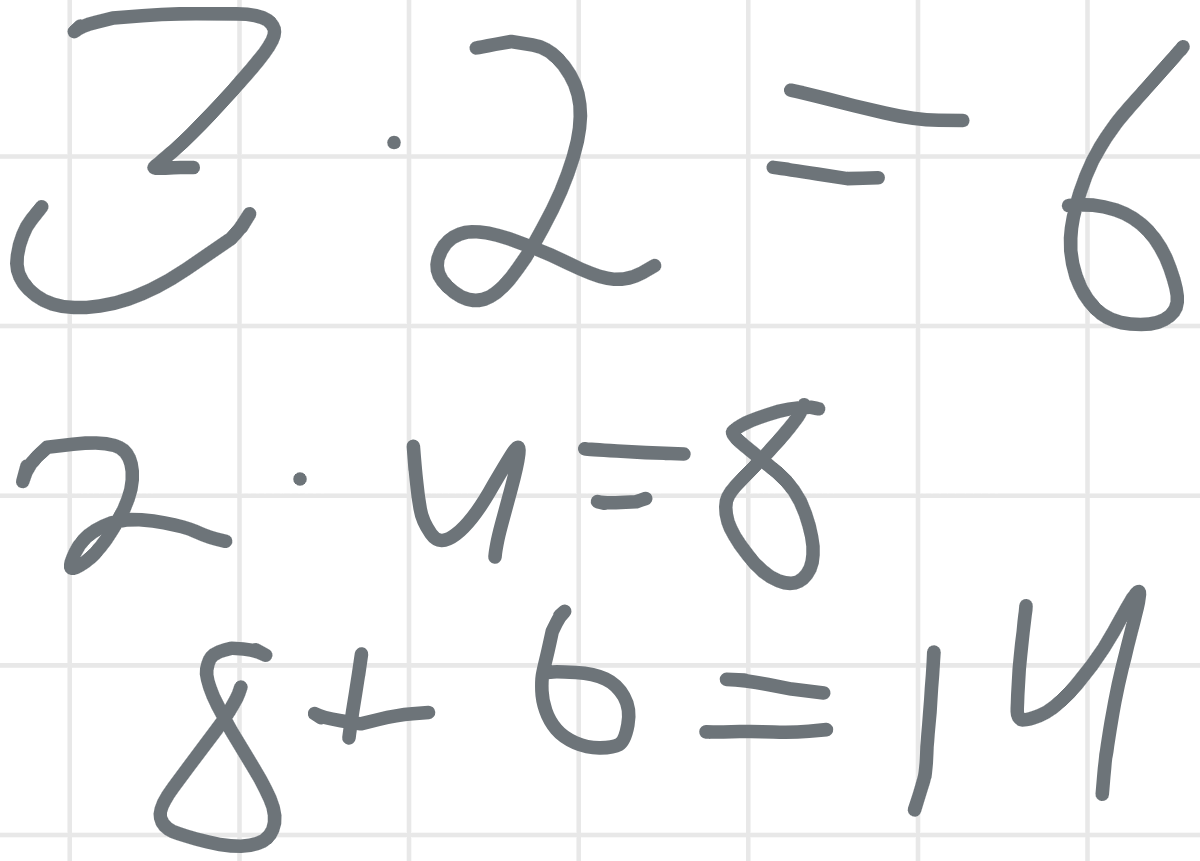 3 · 2 = 6
2 · 4 = 8
8 + 6 = 14